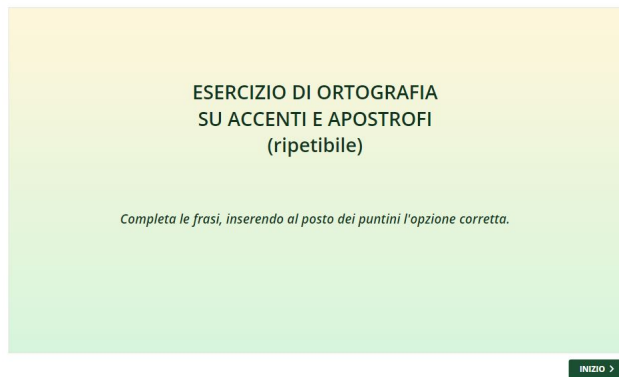 ESERCIZIO DI ORTOGRAFIA
SU ACCENTI E APOSTROFI
(ripetibile)
Completa le frasi, inserendo al posto dei puntini l'opzione corretta.
INIZIO